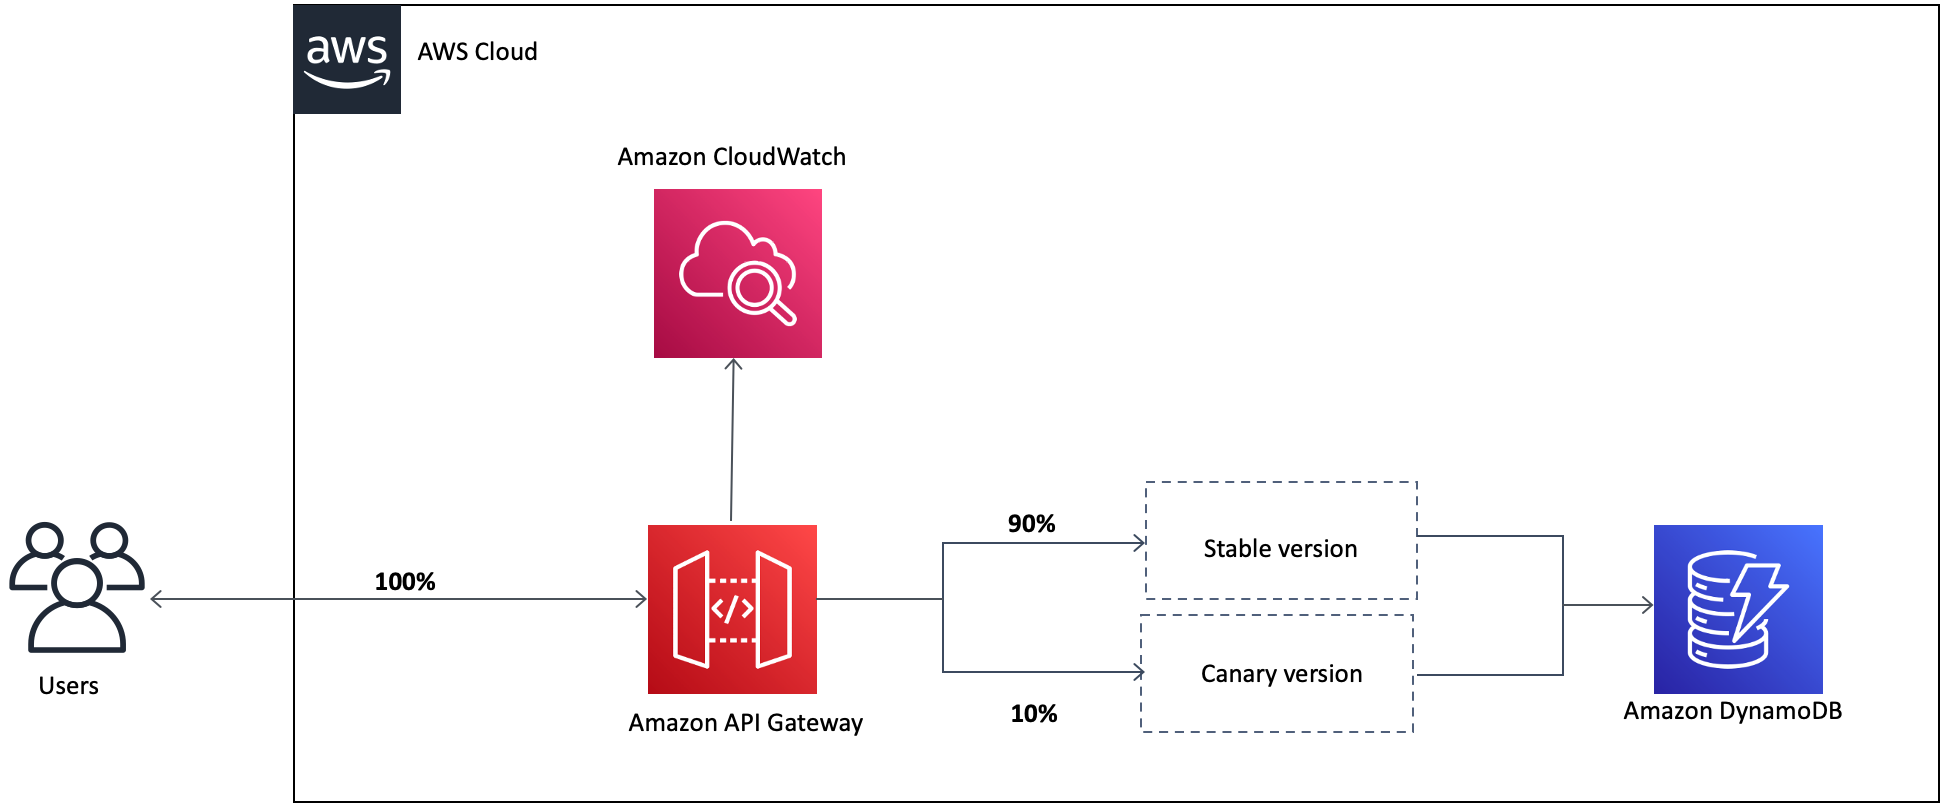 aws
AWS Cloud
Amazon CloudWatch
100%
90%
Stable version
</>
Canary version
Users
10%
Amazon API Gateway
Amazon DynamoDB